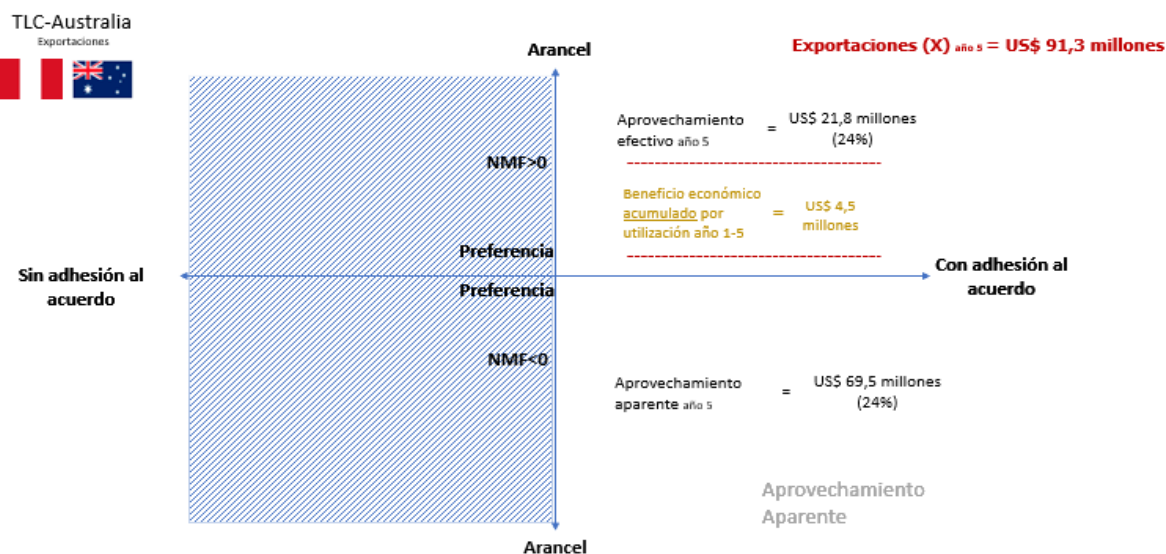 TLC-Australia
Exportaciones
Arancel
Exportaciones (X) año 5 = US$ 91,3 millones
Aprovechamiento
efectivo año 5
= US$ 21,8 millones
(24%)
NMF>0
Beneficio económico
acumulado por
utilización año 1-5
= US$ 4,5
millones
Preferencia
Sin adhesión al
acuerdo
Con adhesión al
acuerdo
Preferencia
NMF<0
Aprovechamiento
aparente año 5
= US$ 69,5 millones
(24%)
Aprovechamiento
Aparente
Arancel